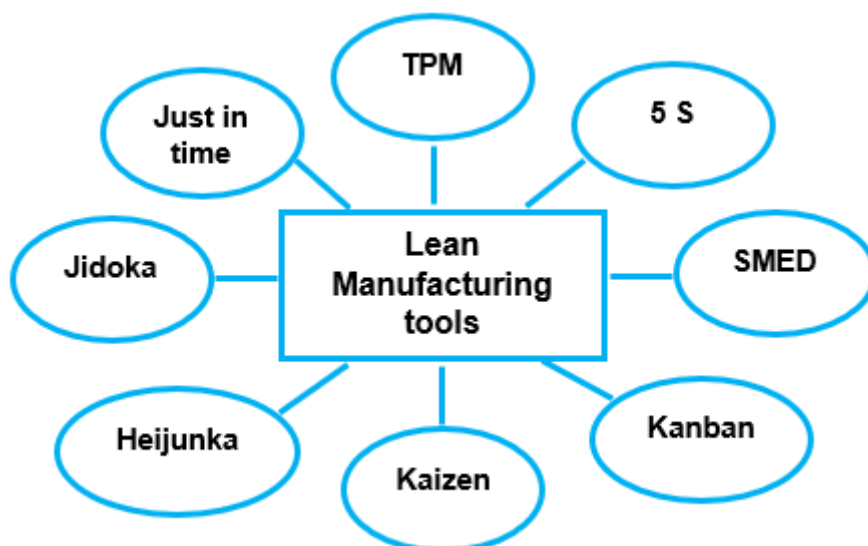 TPM
5 S
Just in
time
Lean
Manufacturing
tools
Jidoka
SMED
Heijunka
Kanban
Kaizen